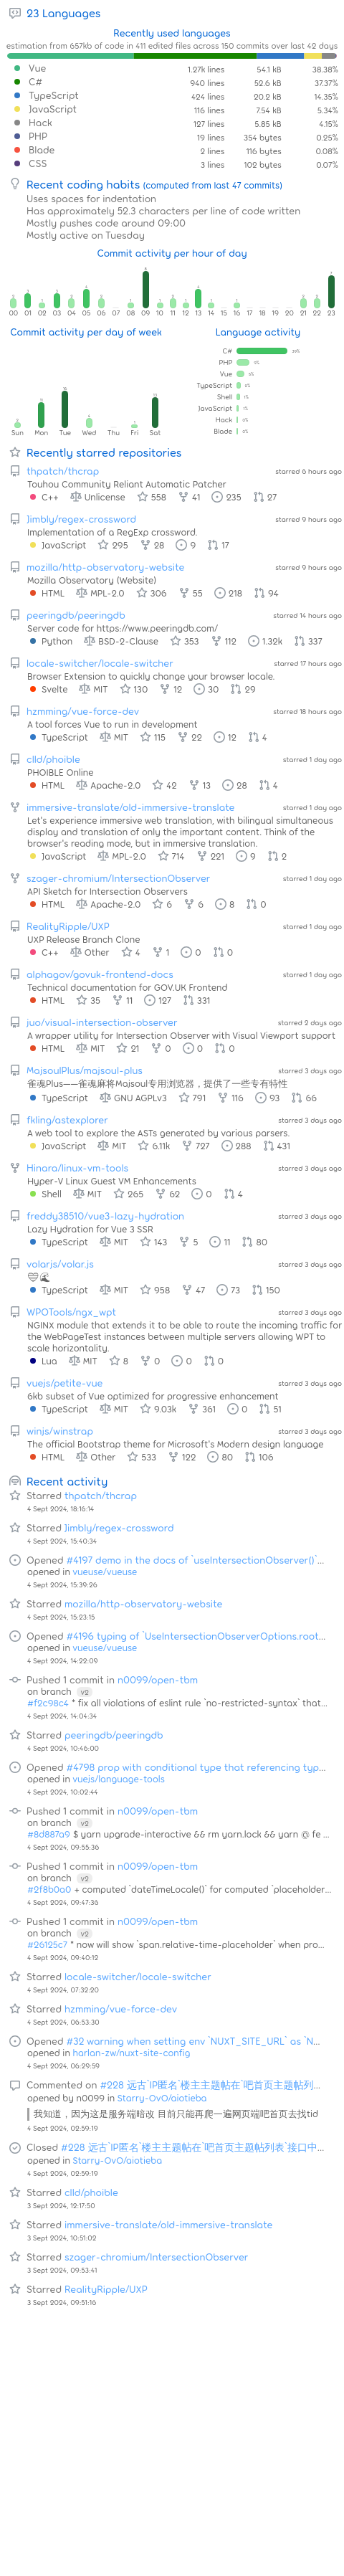 23 Languages
Recently used languages
estimation from 657kb of code in 411 edited files across 150 commits over last 42 days
Vue 1.27k lines 54.1 kB 38.38%
C# 940 lines 52.6 kB 37.37%
TypeScript 424 lines 20.2 kB 14.35%
JavaScript 116 lines 7.54 kB 5.34%
Hack 127 lines 5.85 kB 4.15%
PHP 19 lines 354 bytes 0.25%
Blade 2 lines 116 bytes 0.08%
CSS 3 lines 102 bytes 0.07%
Recent coding habits (computed from last 47 commits)
Uses spaces for indentation
Has approximately 52.3 characters per line of code written
Mostly pushes code around 09:00
Mostly active on Tuesday
Commit activity per hour of day
00 01 02 03 04 05 06 07 08 09 10 11 12 13 14 15 16 17 18 19 20 21 22 23
Commit activity per day of week
Sun Mon Tue Wed Thu Fri Sat
Language activity
C#
PHP
Vue
TypeScript
Shell
JavaScript
Hack
Blade
Recently starred repositories
thpatch/thcrap starred 6 hours ago
Touhou Community Reliant Automatic Patcher
C++ Unlicense 558 41 235 27
Jimbly/regex-crossword starred 9 hours ago
Implementation of a RegExp crossword.
JavaScript 295 28 9 17
mozilla/http-observatory-website starred 9 hours ago
Mozilla Observatory (Website)
HTML MPL-2.0 306 55 218 94
peeringdb/peeringdb starred 14 hours ago
Server code for https://www.peeringdb.com/
Python BSD-2-Clause 353 112 1.32k 337
locale-switcher/locale-switcher starred 17 hours ago
Browser Extension to quickly change your browser locale.
Svelte MIT 130 12 30 29
hzmming/vue-force-dev starred 18 hours ago
A tool forces Vue to run in development
TypeScript MIT 115 22 12 4
clld/phoible starred 1 day ago
PHOIBLE Online
HTML Apache-2.0 42 13 28 4
immersive-translate/old-immersive-translate starred 1 day ago
Let's experience immersive web translation, with bilingual simultaneous
display and translation of only the important content. Think of the
browser's reading mode, but in immersive translation.
JavaScript MPL-2.0 714 221 9 2
szager-chromium/IntersectionObserver starred 1 day ago
API Sketch for Intersection Observers
HTML Apache-2.0 6 6 8 0
RealityRipple/UXP starred 1 day ago
UXP Release Branch Clone
C++ Other 4 1 0 0
alphagov/govuk-frontend-docs starred 1 day ago
Technical documentation for GOV.UK Frontend
HTML 35 11 127 331
juo/visual-intersection-observer starred 2 days ago
A wrapper utility for Intersection Observer with Visual Viewport support
HTML MIT 21 0 0 0
MajsoulPlus/majsoul-plus starred 3 days ago
雀魂Plus——雀魂麻将Majsoul专用浏览器，提供了一些专有特性
TypeScript GNU AGPLv3 791 116 93 66
fkling/astexplorer starred 3 days ago
A web tool to explore the ASTs generated by various parsers.
JavaScript MIT 6.11k 727 288 431
Hinara/linux-vm-tools starred 3 days ago
Hyper-V Linux Guest VM Enhancements
Shell MIT 265 62 0 4
freddy38510/vue3-lazy-hydration starred 3 days ago
Lazy Hydration for Vue 3 SSR
TypeScript MIT 143 5 11 80
volarjs/volar.js starred 3 days ago
TypeScript MIT 958 47 73 150
WPOTools/ngx_wpt starred 3 days ago
NGINX module that extends it to be able to route the incoming traffic for
the WebPageTest instances between multiple servers allowing WPT to
scale horizontally.
Lua MIT 8 0 0 0
vuejs/petite-vue starred 3 days ago
6kb subset of Vue optimized for progressive enhancement
TypeScript MIT 9.03k 361 0 51
winjs/winstrap starred 3 days ago
The official Bootstrap theme for Microsoft's Modern design language
HTML Other 533 122 80 106
Recent activity
Starred thpatch/thcrap
4 Sept 2024, 18:16:14
Starred Jimbly/regex-crossword
4 Sept 2024, 15:40:34
Opened #4197 demo in the docs of `useIntersectionObserver()`...
opened in vueuse/vueuse
4 Sept 2024, 15:39:26
Starred mozilla/http-observatory-website
4 Sept 2024, 15:23:15
Opened #4196 typing of `UseIntersectionObserverOptions.root...
opened in vueuse/vueuse
4 Sept 2024, 14:22:09
Pushed 1 commit in n0099/open-tbm
on branch v2
#f2c98c4 * fix all violations of eslint rule `no-restricted-syntax` that...
4 Sept 2024, 14:04:34
Starred peeringdb/peeringdb
4 Sept 2024, 10:46:00
Opened #4798 prop with conditional type that referencing typ...
opened in vuejs/language-tools
4 Sept 2024, 10:02:44
Pushed 1 commit in n0099/open-tbm
on branch v2
#8d887a9 $ yarn upgrade-interactive && rm yarn.lock && yarn @ fe ...
4 Sept 2024, 09:55:36
Pushed 1 commit in n0099/open-tbm
on branch v2
#2f8b0a0 + computed `dateTimeLocale()` for computed `placeholder...
4 Sept 2024, 09:47:36
Pushed 1 commit in n0099/open-tbm
on branch v2
#26125c7 * now will show `span.relative-time-placeholder` when pro...
4 Sept 2024, 09:40:12
Starred locale-switcher/locale-switcher
4 Sept 2024, 07:32:20
Starred hzmming/vue-force-dev
4 Sept 2024, 06:53:30
Opened #32 warning when setting env `NUXT_SITE_URL` as `N...
opened in harlan-zw/nuxt-site-config
4 Sept 2024, 06:29:59
Commented on #228 远古`IP匿名`楼主主题帖在`吧首页主题帖列...
opened by n0099 in Starry-OvO/aiotieba
我知道，因为这是服务端暗改 目前只能再爬一遍网页端吧首页去找tid
4 Sept 2024, 02:59:19
Closed #228 远古`IP匿名`楼主主题帖在`吧首页主题帖列表`接口中...
opened in Starry-OvO/aiotieba
4 Sept 2024, 02:59:19
Starred clld/phoible
3 Sept 2024, 12:17:50
Starred immersive-translate/old-immersive-translate
3 Sept 2024, 10:51:02
Starred szager-chromium/IntersectionObserver
3 Sept 2024, 09:53:41
Starred RealityRipple/UXP
3 Sept 2024, 09:51:16